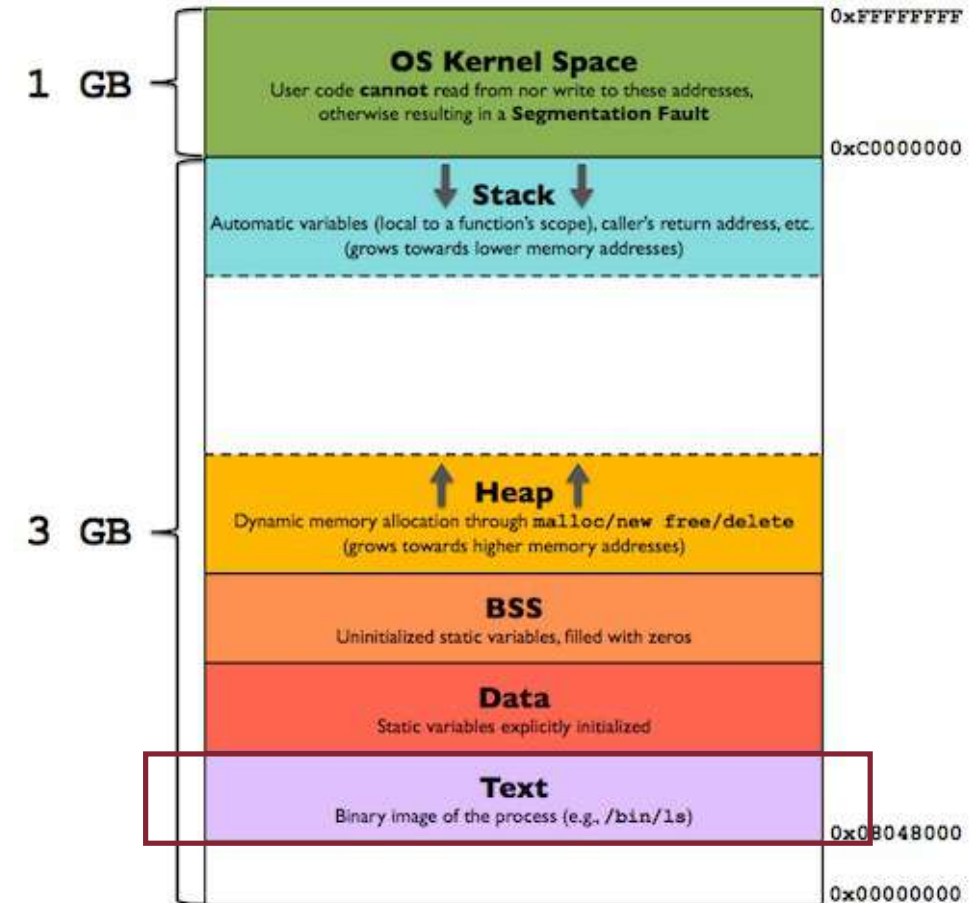 0xFFFFFFFF
1 GB
OS Kernel Space
User code cannot read from nor write to these addresses,
otherwise resulting in a Segmentation Fault
0xC0000000
Stack
Automatic variables (local to a function's scope), caller's return address, etc.
(grows towards lower memory addresses)
Heap
Dynamic memory allocation through malloc/new free/delete
(grows towards higher memory addresses)
3 GB
BSS
Uninitialized static variables, filled with zeros
Data
Static variables explicitly initialized
Text
Binary image of the process (e.g., /bin/ls)
0x08048000
0x00000000